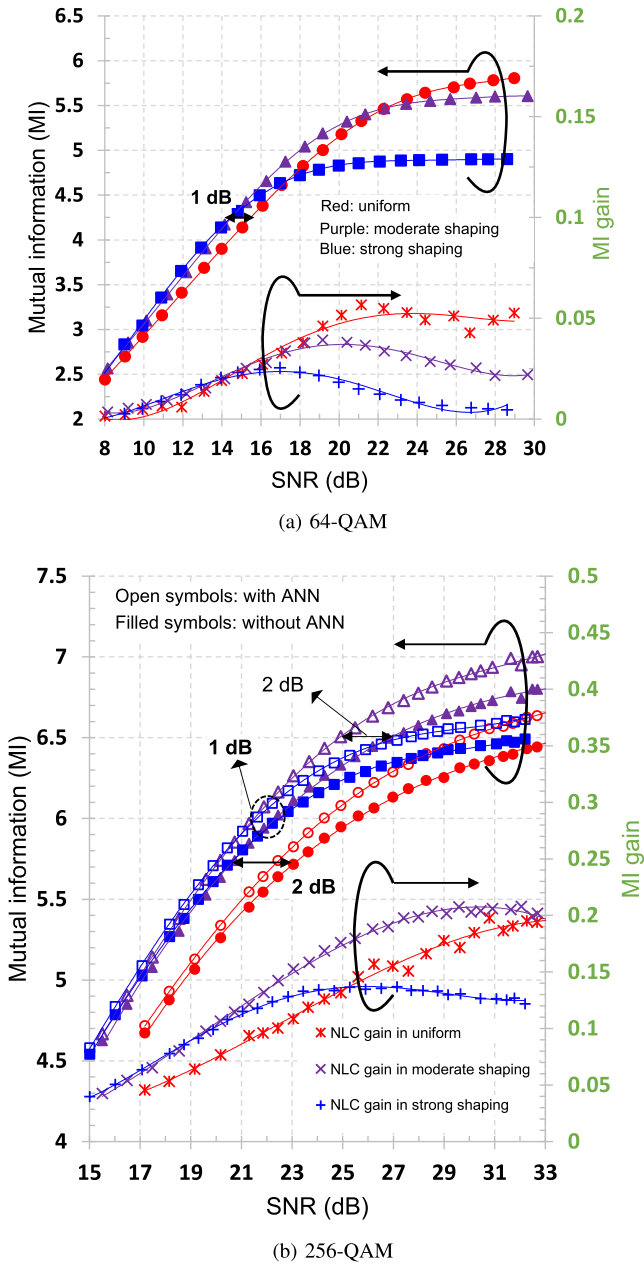 6.5
6
5.5
5
4.5
4
3.5
3
2.5
2
Mutual information (MI)
0.2
0.15
0.1
0.05
0
MI gain
1 dB
Red: uniform
Purple: moderate shaping
Blue: strong shaping
8 10 12 14 16 18 20 22 24 26 28 30
SNR (dB)
(a) 64-QAM
7.5
7
6.5
6
5.5
5
4.5
4
Mutual information (MI)
0.5
0.45
0.4
0.35
0.3
0.25
0.2
0.15
0.1
0.05
0
MI gain
Open symbols: with ANN
Filled symbols: without ANN
2 dB
1 dB
2 dB
NLC gain in uniform
NLC gain in moderate shaping
NLC gain in strong shaping
15 17 19 21 23 25 27 29 31 33
SNR (dB)
(b) 256-QAM